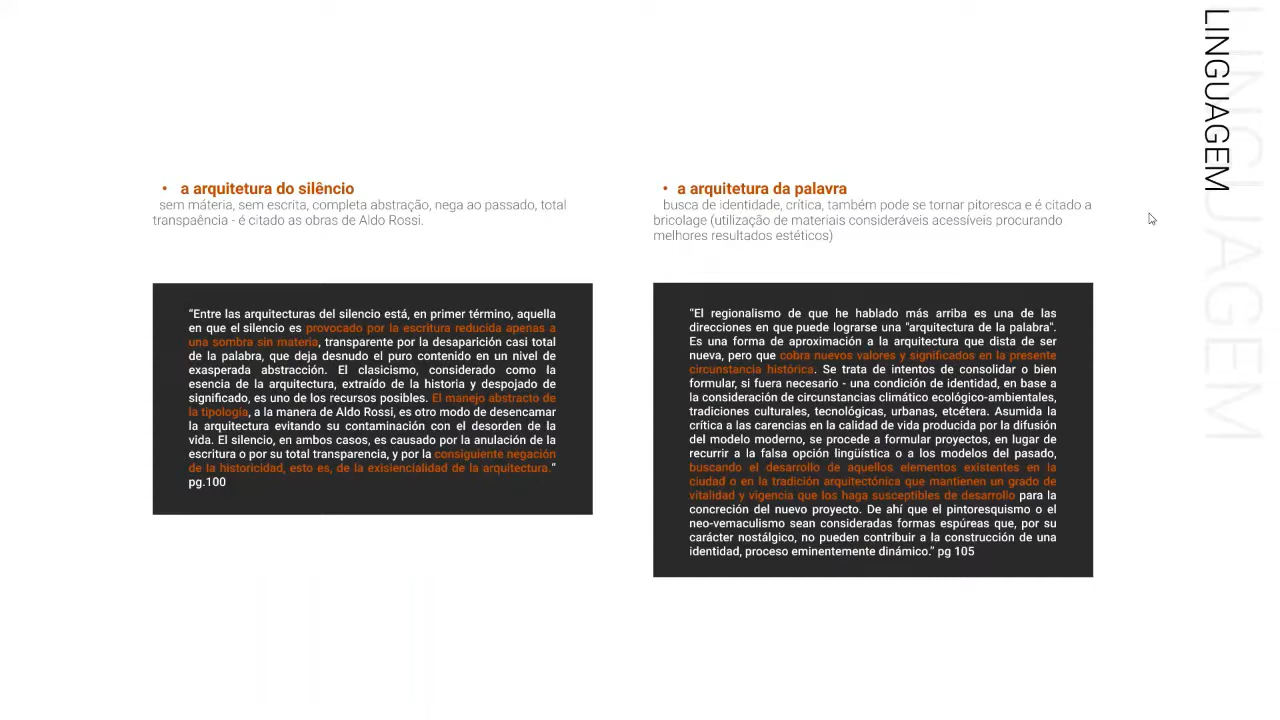 LINGUAGEM
LINGUAGEM
• a arquitetura do silêncio
sem máteria, sem escrita, completa abstração, nega ao passado, total
transpaência - é citado as obras de Aldo Rossi.
“Entre las arquitecturas del silencio está, en primer término, aquella
en que el silencio es provocado por la escritura reducida apenas a
una sombra sin materia, transparente por la desaparición casi total
de la palabra, que deja desnudo el puro contenido en un nivel de
exasperada abstracción. El clasicismo, considerado como la
esencia de la arquitectura, extraído de la historia y despojado de
significado, es uno de los recursos posibles. El manejo abstracto de
la tipología, a la manera de Aldo Rossi, es otro modo de desencamar
la arquitectura evitando su contaminación con el desorden de la
vida. El silencio, en ambos casos, es causado por la anulación de la
escritura o por su total transparencia, y por la consiguiente negación
de la historicidad, esto es, de la exisiencialidad de la arquitectura.”
pg.100
• a arquitetura da palavra
busca de identidade, crítica, também pode se tornar pitoresca e é citado a
bricolage (utilização de materiais consideráveis acessíveis procurando
melhores resultados estéticos)
“El regionalismo de que he hablado más arriba es una de las
direcciones en que puede lograrse una "arquitectura de la palabra".
Es una forma de aproximación a la arquitectura que dista de ser
nueva, pero que cobra nuevos valores y significados en la presente
circunstancia histórica. Se trata de intentos de consolidar o bien
formular, si fuera necesario - una condición de identidad, en base a
la consideración de circunstancias climático ecológico-ambientales,
tradiciones culturales, tecnológicas, urbanas, etcétera. Asumida la
crítica a las carencias en la calidad de vida producida por la difusión
del modelo moderno, se procede a formular proyectos, en lugar de
recurrir a la falsa opción lingüística o a los modelos del pasado,
buscando el desarrollo de aquellos elementos existentes en la
ciudad o en la tradición arquitectónica que mantienen un grado de
vitalidad y vigencia que los haga susceptibles de desarrollo para la
concreción del nuevo proyecto. De ahí que el pintoresquismo o el
neo-vemaculismo sean consideradas formas espúreas que, por su
carácter nostálgico, no pueden contribuir a la construcción de una
identidad, proceso eminentemente dinámico.” pg 105